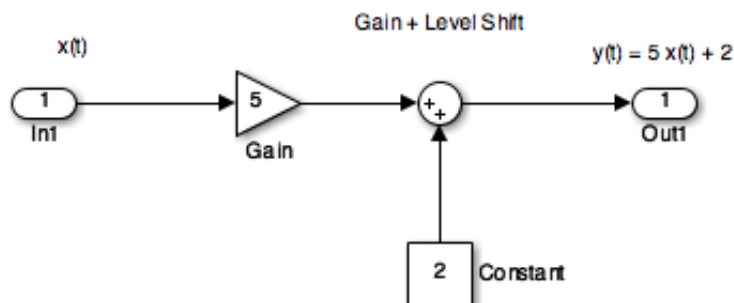 Gain + Level Shift
x(t)
y(t) = 5 x(t) + 2
1
In1
5
Gain
++
1
Out1
2
Constant